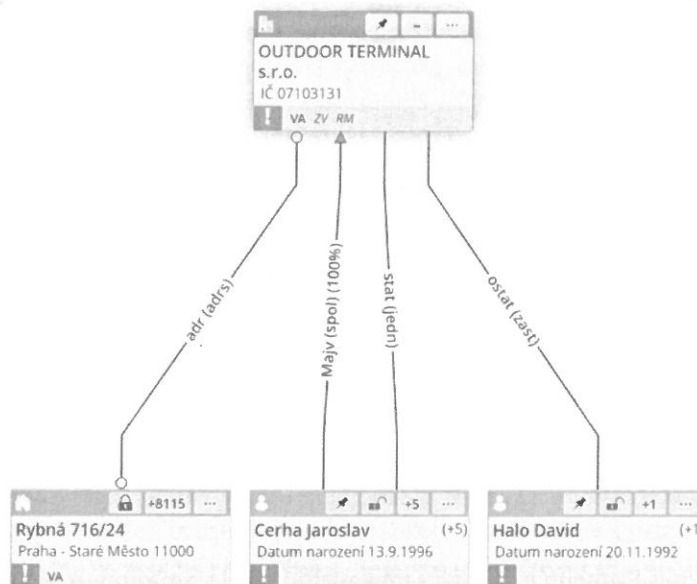 OUTDOOR TERMINAL
s.r.o.
IČ 07103131
! VA ZV RM
adr (adrs)
Majv (spol) (100%)
stat (jedn)
ostat (zast)
+8115 ...
Rybná 716/24
Praha - Staré Město 11000
! VA
+5 ...
Cerha Jaroslav (+5)
Datum narození 13.9.1996
!
+1 ...
Halo David (+1
Datum narození 20.11.1992
!